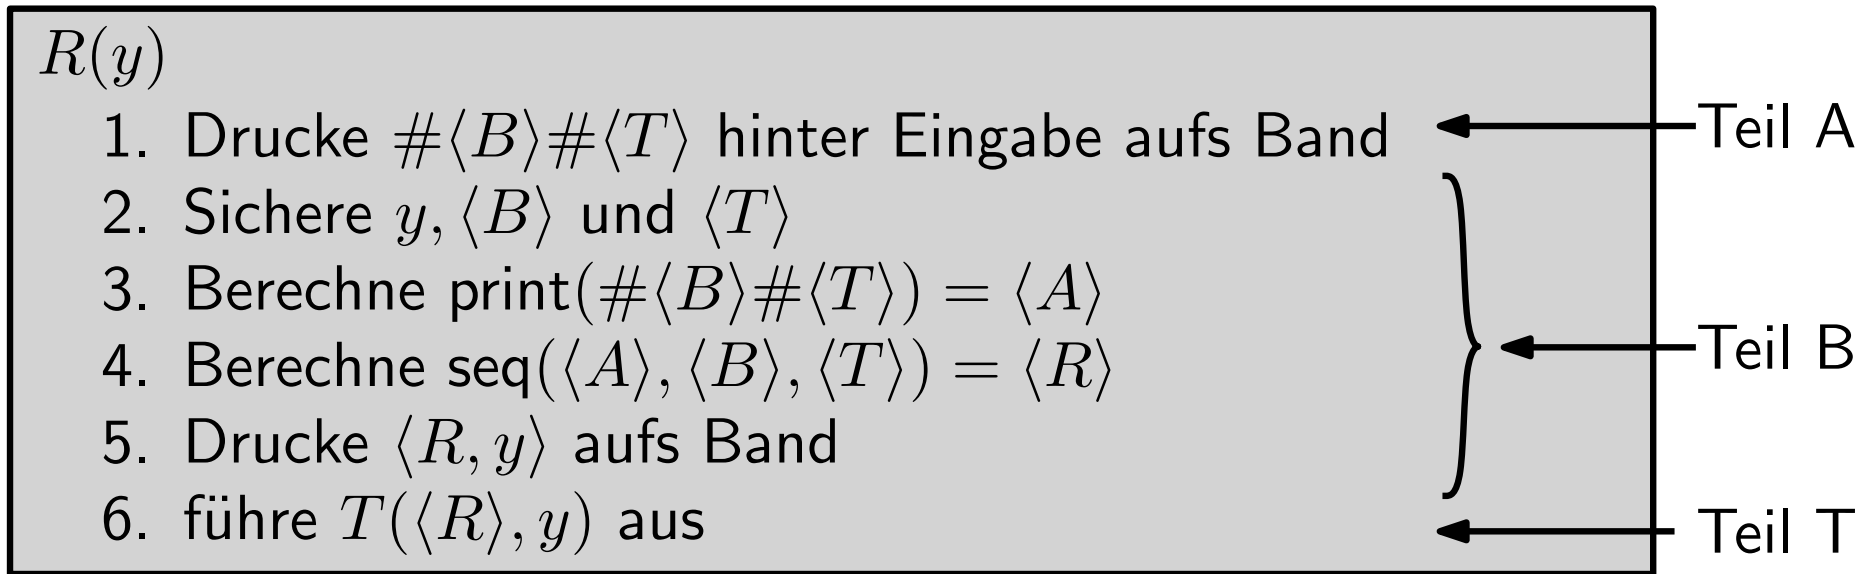 R(y)
1. Drucke #⟨B⟩#⟨T⟩ hinter Eingabe aufs Band
Teil A
2. Sichere y, ⟨B⟩ und ⟨T⟩
3. Berechne print(#⟨B⟩#⟨T⟩) = ⟨A⟩
4. Berechne seq(⟨A⟩, ⟨B⟩, ⟨T⟩) = ⟨R⟩
Teil B
5. Drucke ⟨R, y⟩ aufs Band
6. führe T(⟨R⟩, y) aus
Teil T